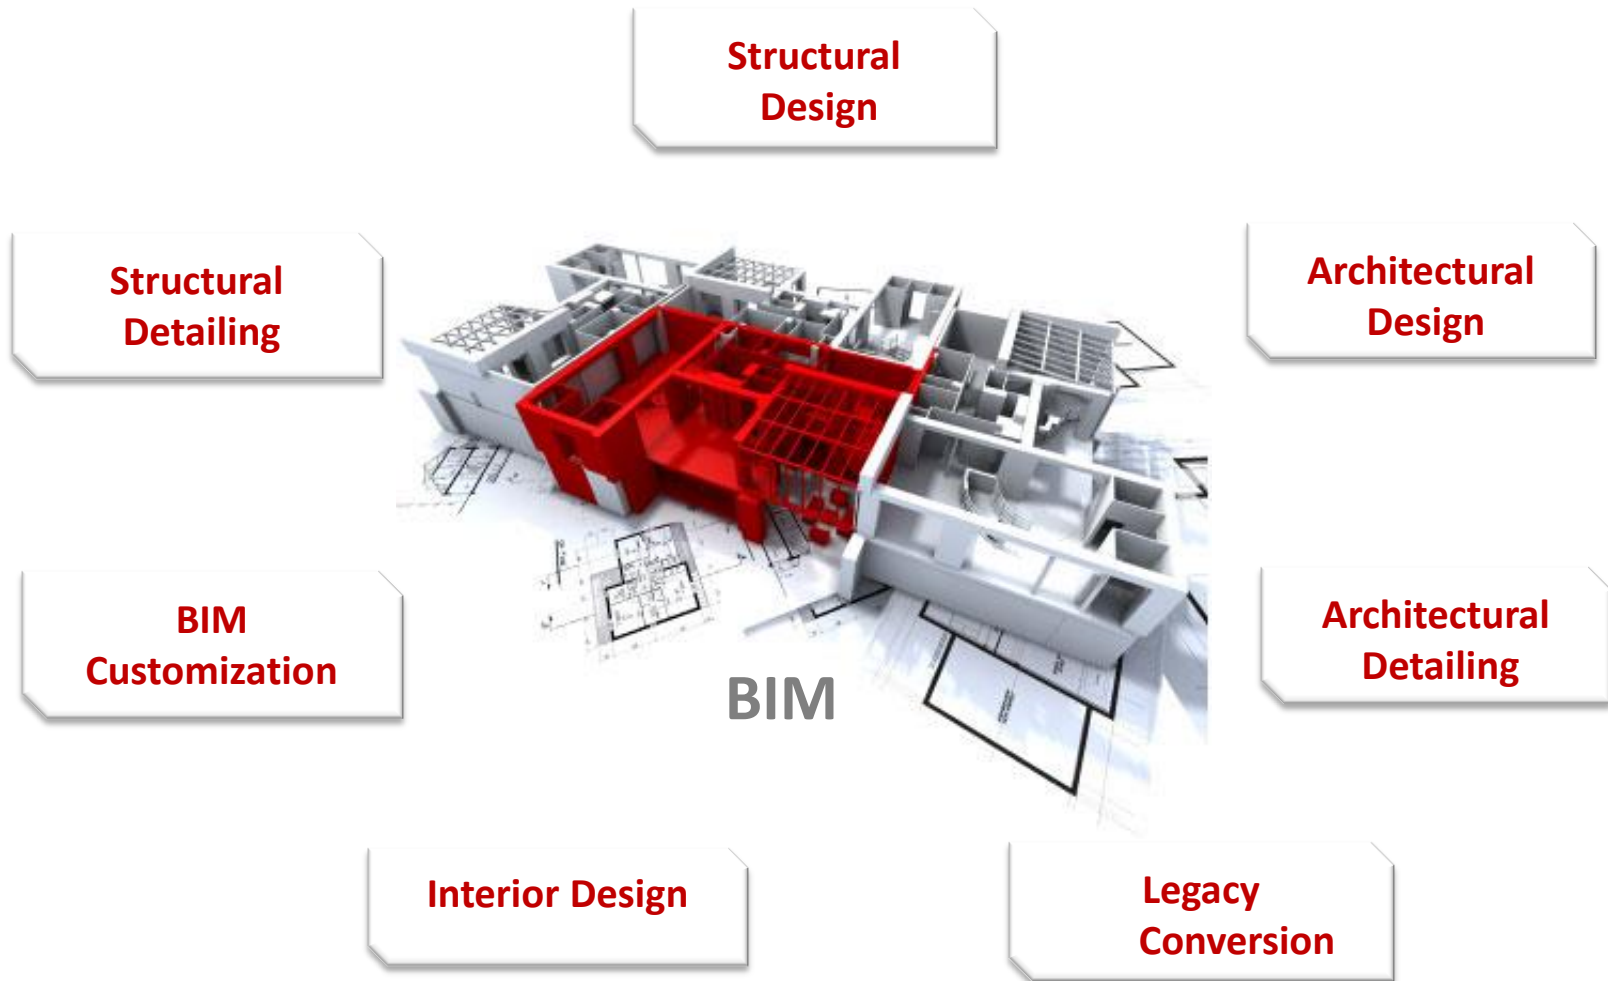 Structural
Design
Structural
Detailing
Architectural
Design
BIM
Customization
Architectural
Detailing
BIM
Interior Design
Legacy
Conversion